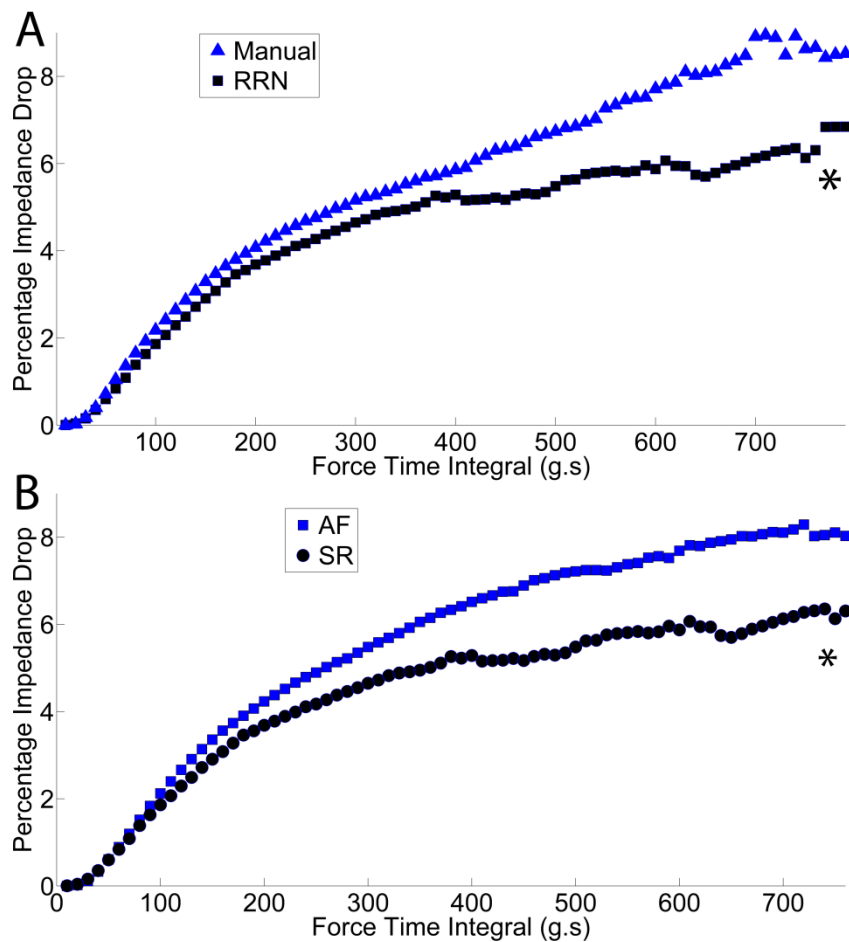 A
Manual
RRN
Percentage Impedance Drop
8
6
4
2
0
100 200 300 400 500 600 700
Force Time Integral (g.s)
*
B
AF
SR
Percentage Impedance Drop
8
6
4
2
0
0 100 200 300 400 500 600 700
Force Time Integral (g.s)
*